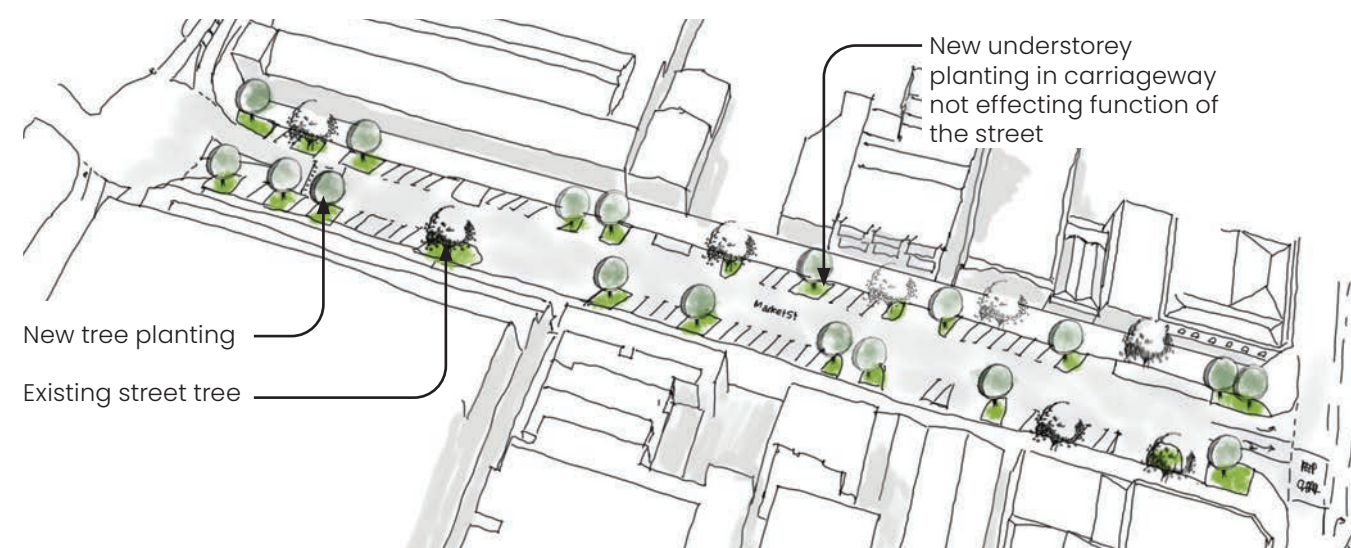 New understorey
planting in carriageway
not effecting function of
the street
Market St
New tree planting
Existing street tree